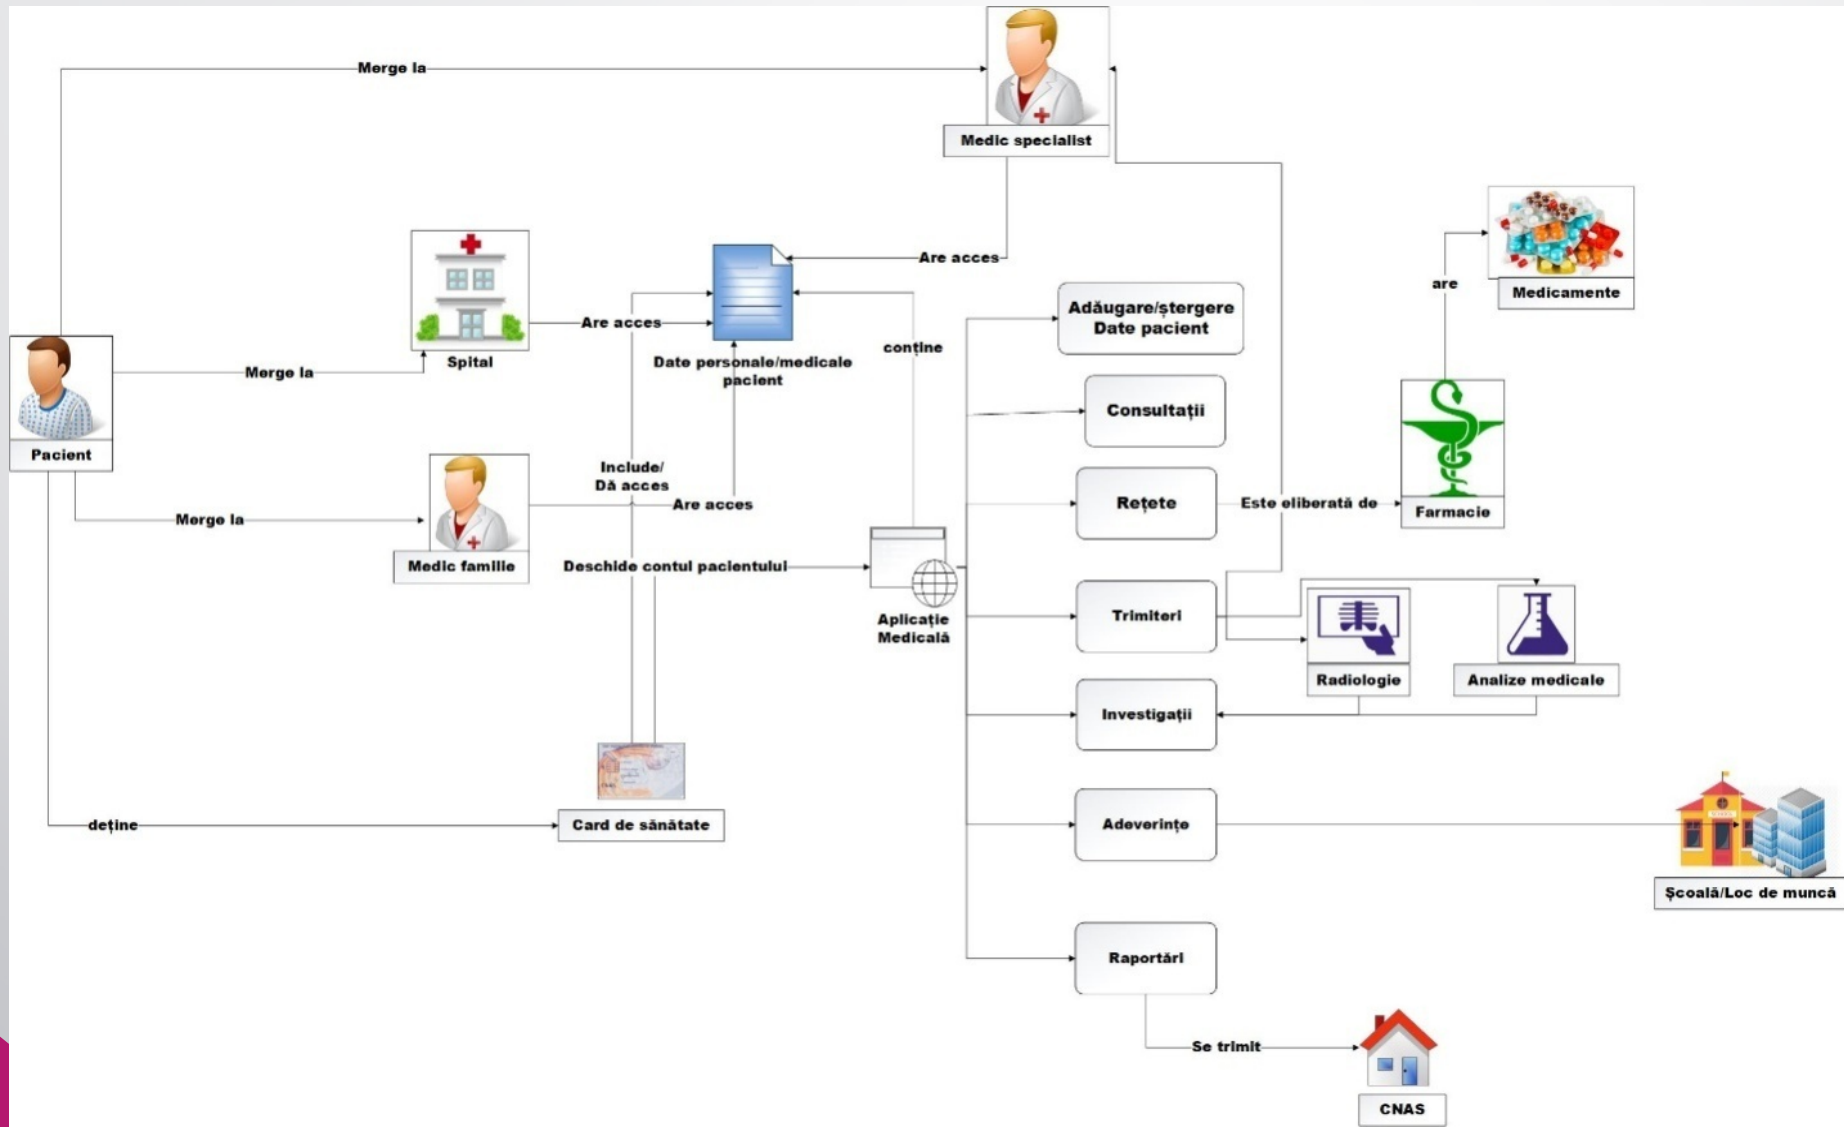 Merge la
Medic specialist
Are acces
Medicamente
are
Spital
Are acces
Date personale/medicale
pacient
conține
Adăugare/ștergere
Date pacient
Merge la
Consultații
Pacient
Include/
Dă acces
Are acces
Rețete
Este eliberată de
Farmacie
Merge la
Medic familie
Deschide contul pacientului
Aplicație
Medicală
Trimiteri
Radiologie
Analize medicale
Investigații
deține
Card de sănătate
Adeverințe
Școală/Loc de muncă
Raportări
Se trimit
CNAS